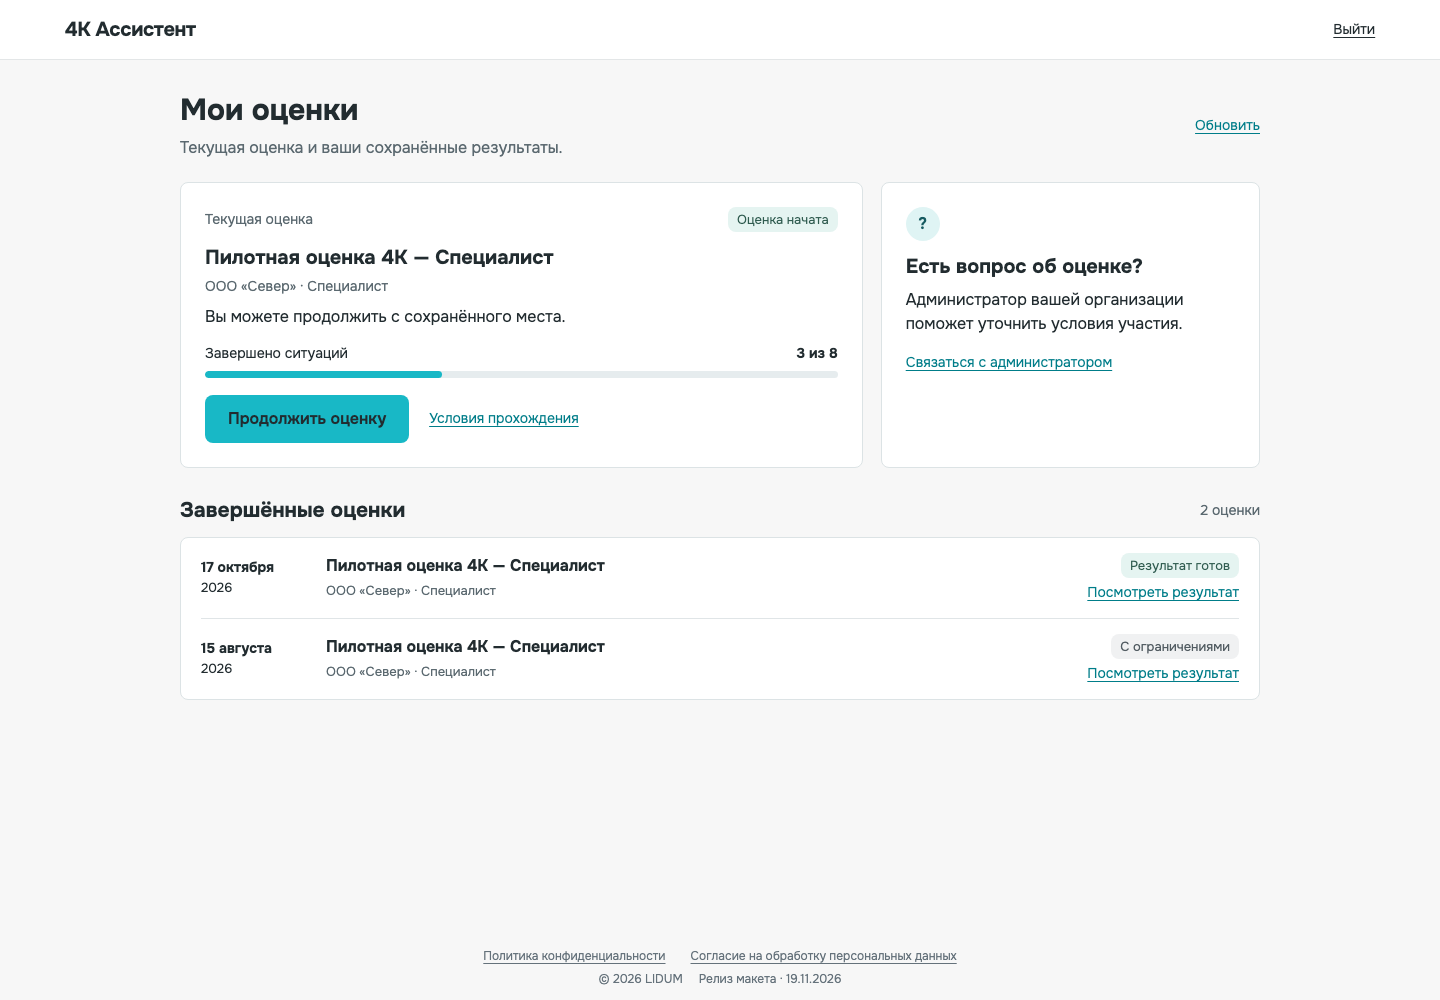 4К Ассистент
Выйти
Мои оценки
Обновить
Текущая оценка и ваши сохранённые результаты.
Текущая оценка
Оценка начата
Пилотная оценка 4К — Специалист
ООО «Север» · Специалист
Вы можете продолжить с сохранённого места.
Завершено ситуаций
3 из 8
Продолжить оценку
Условия прохождения
?
Есть вопрос об оценке?
Администратор вашей организации
поможет уточнить условия участия.
Связаться с администратором
Завершённые оценки
2 оценки
17 октября
2026
Пилотная оценка 4К — Специалист
ООО «Север» · Специалист
Результат готов
Посмотреть результат
15 августа
2026
Пилотная оценка 4К — Специалист
ООО «Север» · Специалист
С ограничениями
Посмотреть результат
Политика конфиденциальности
Согласие на обработку персональных данных
© 2026 LIDUM
Релиз макета · 19.11.2026